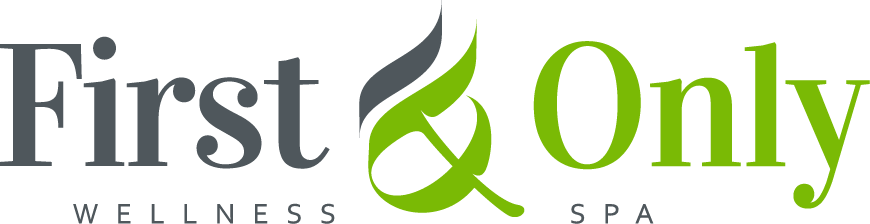 First & Only
WELLNESS SPA